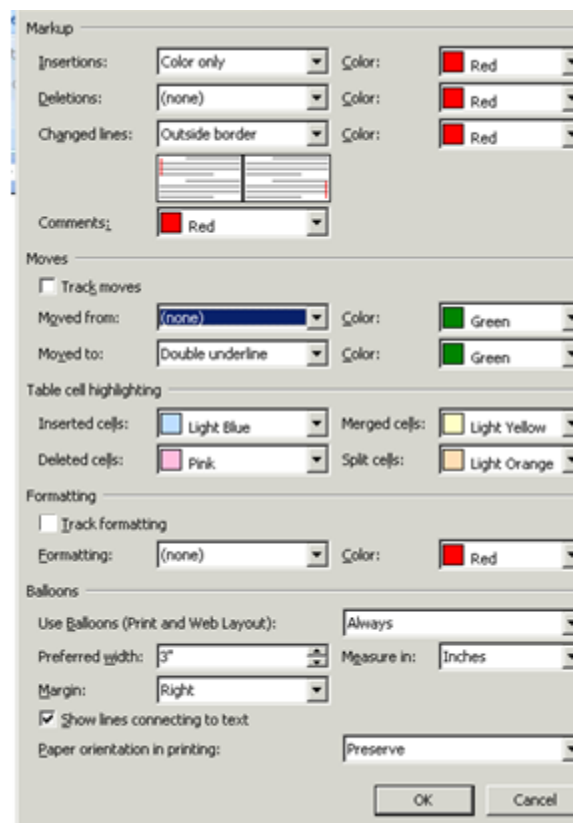 Markup
Insertions: Color only Color: Red
Deletions: (none) Color: Red
Changed lines: Outside border Color: Red
Comments: Red
Moves
Track moves
Moved from: (none) Color: Green
Moved to: Double underline Color: Green
Table cell highlighting
Inserted cells: Light Blue Merged cells: Light Yellow
Deleted cells: Pink Split cells: Light Orange
Formatting
Track formatting
Formatting: (none) Color: Red
Balloons
Use Balloons (Print and Web Layout): Always
Preferred width: 3" Measure in: Inches
Margin: Right
Show lines connecting to text
Paper orientation in printing: Preserve
OK Cancel